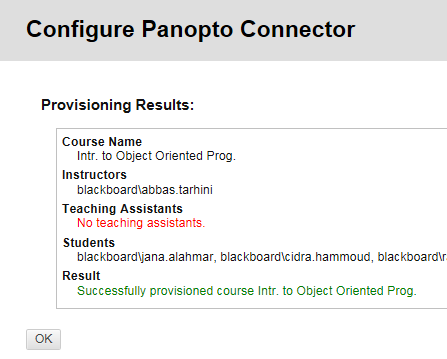 Configure Panopto Connector
Provisioning Results:
Course Name
Intr. to Object Oriented Prog.
Instructors
blackboard\abbas.tarhini
Teaching Assistants
No teaching assistants.
Students
blackboard\jana.alahmar, blackboard\cidra.hammoud, blackboard\r
Result
Successfully provisioned course Intr. to Object Oriented Prog.
OK